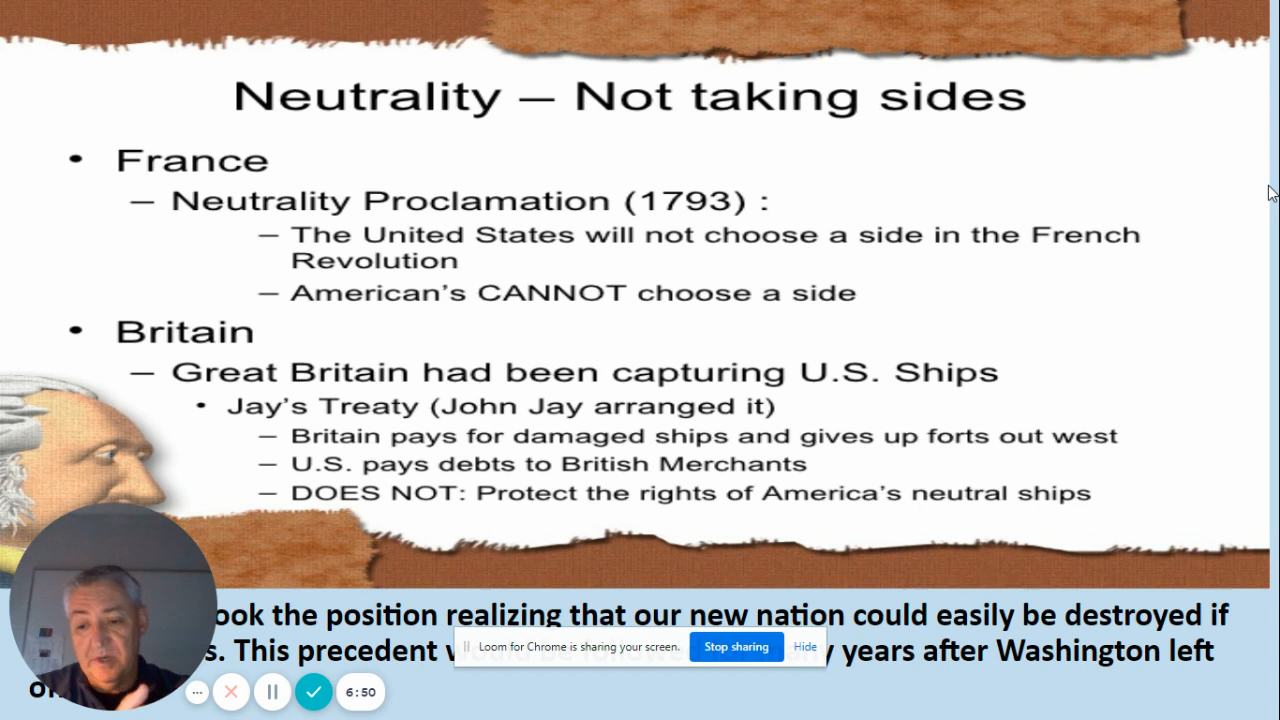 Neutrality – Not taking sides
• France
– Neutrality Proclamation (1793) :
– The United States will not choose a side in the French
Revolution
– American's CANNOT choose a side
• Britain
– Great Britain had been capturing U.S. Ships
• Jay's Treaty (John Jay arranged it)
– Britain pays for damaged ships and gives up forts out west
– U.S. pays debts to British Merchants
– DOES NOT: Protect the rights of America's neutral ships
the position realizing that our new nation could easily be destroyed if
This precedent years after Washington left
Loom for Chrome is sharing your screen. Stop sharing Hide
6:50